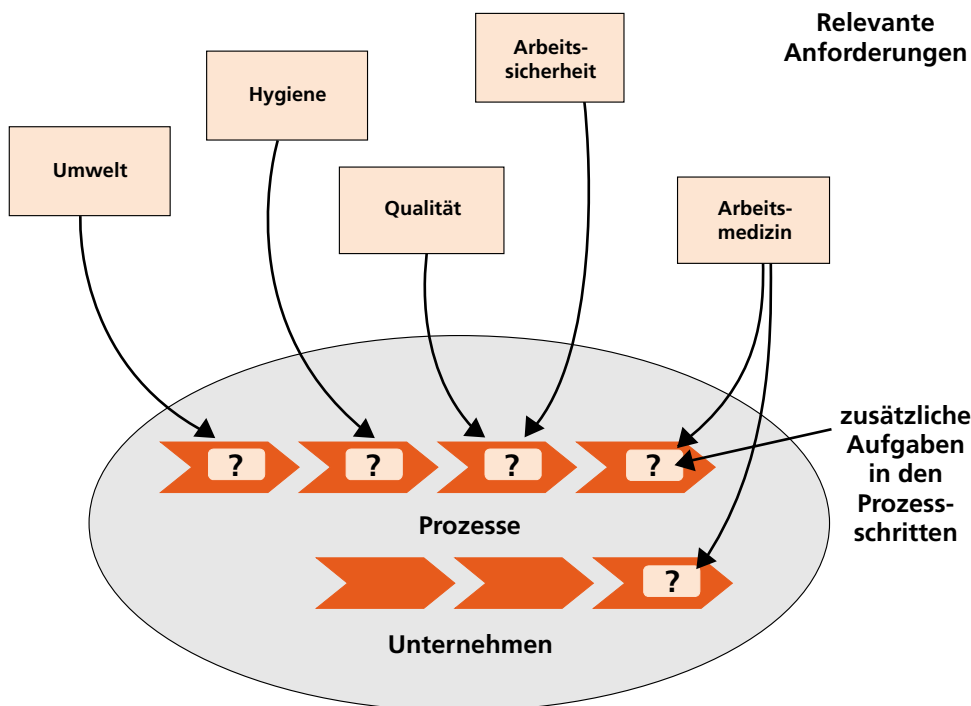 Relevante
Anforderungen
Arbeits-
sicherheit
Hygiene
Umwelt
Qualität
Arbeits-
medizin
zusätzliche
Aufgaben
in den
Prozess-
schritten
?
?
?
?
Prozesse
?
Unternehmen